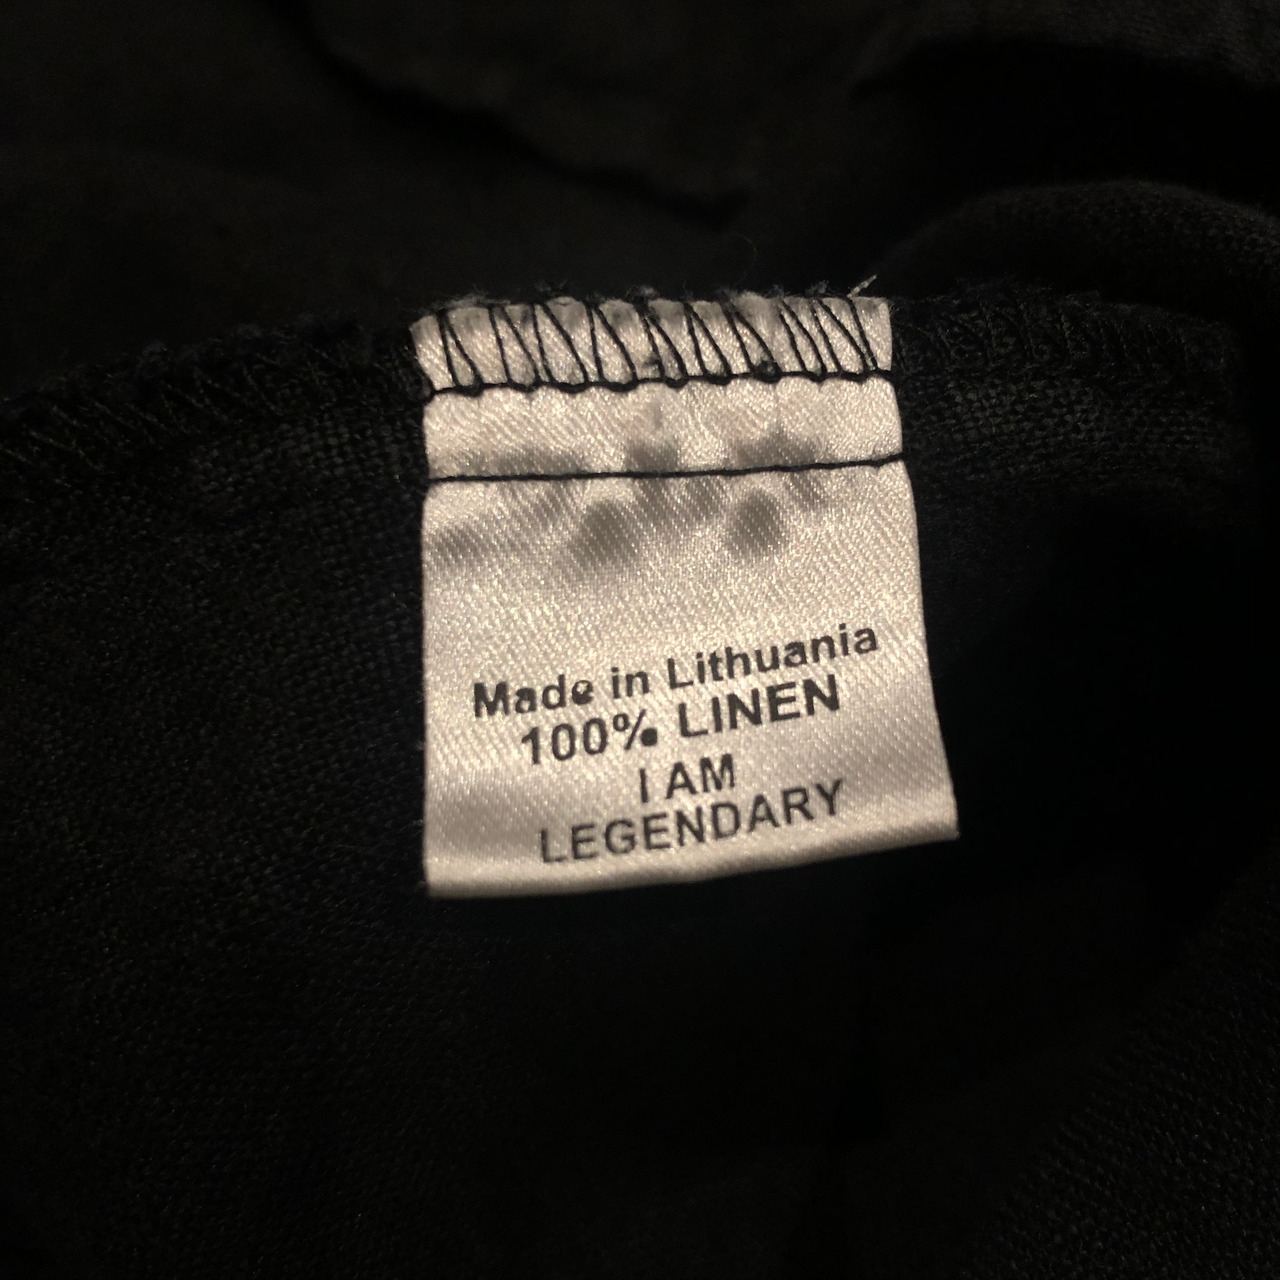 Made in Lithuania
100% LINEN
I AM
LEGENDARY